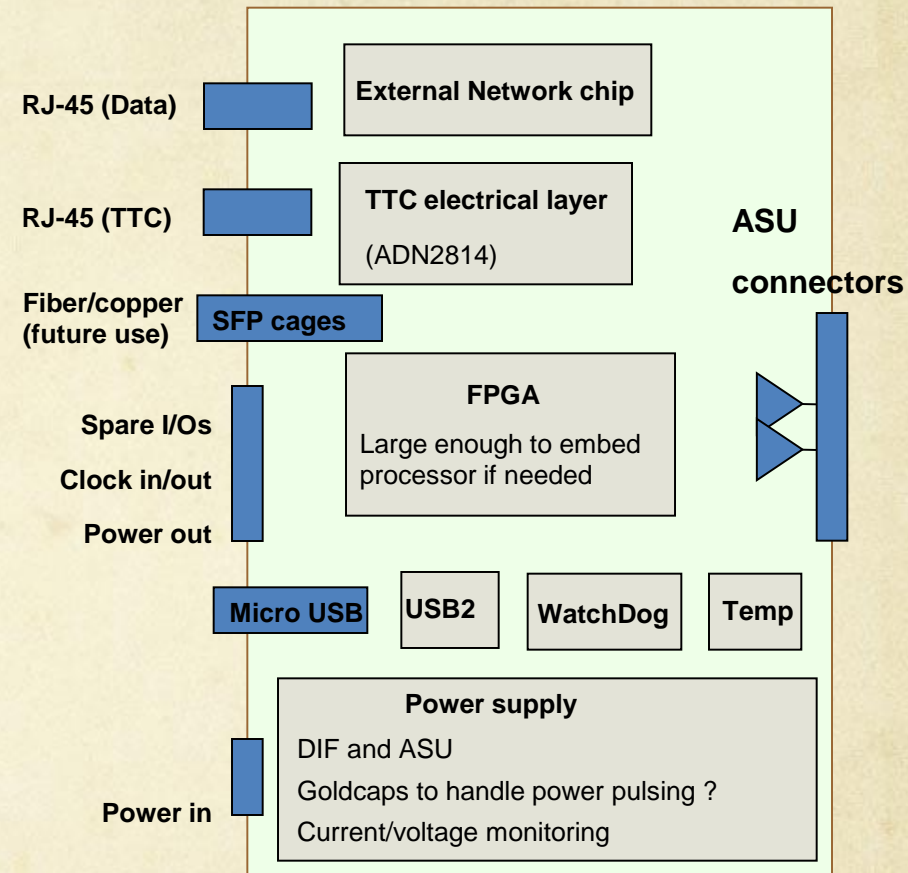 RJ-45 (Data)
External Network chip
RJ-45 (TTC)
TTC electrical layer
(ADN2814)
ASU
connectors
Fiber/copper
(future use)
SFP cages
FPGA
Large enough to embed
processor if needed
Spare I/Os
Clock in/out
Power out
Micro USB
USB2
WatchDog
Temp
Power supply
DIF and ASU
Goldcaps to handle power pulsing ?
Current/voltage monitoring
Power in